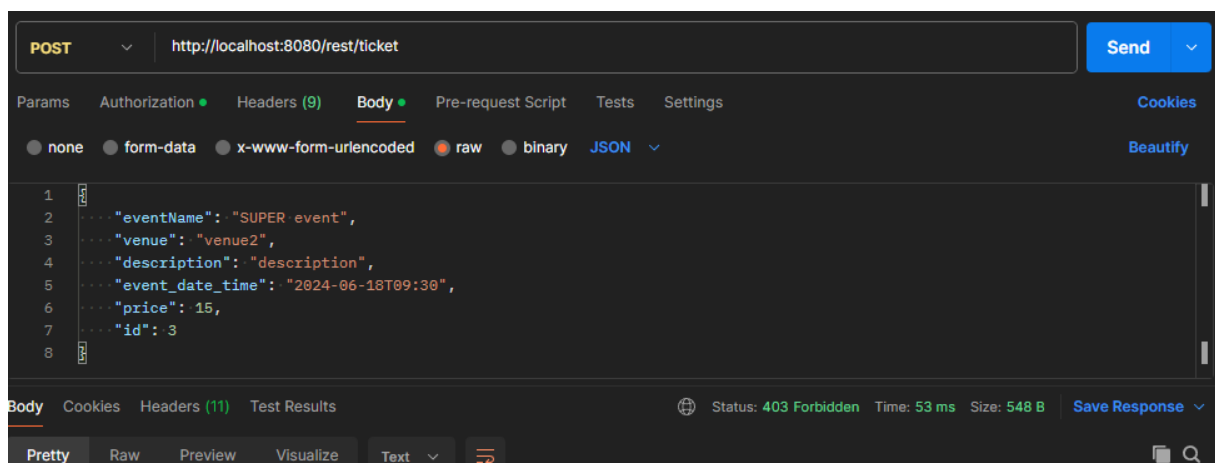 POST http://localhost:8080/rest/ticket Send
Params Authorization Headers (9) Body Pre-request Script Tests Settings Cookies
none form-data x-www-form-urlencoded raw binary JSON Beautify
1 {
2 "eventName": "SUPER event",
3 "venue": "venue2",
4 "description": "description",
5 "event_date_time": "2024-06-18T09:30",
6 "price": 15,
7 "id": 3
8 }
Body Cookies Headers (11) Test Results Status: 403 Forbidden Time: 53 ms Size: 548 B Save Response
Pretty Raw Preview Visualize Text